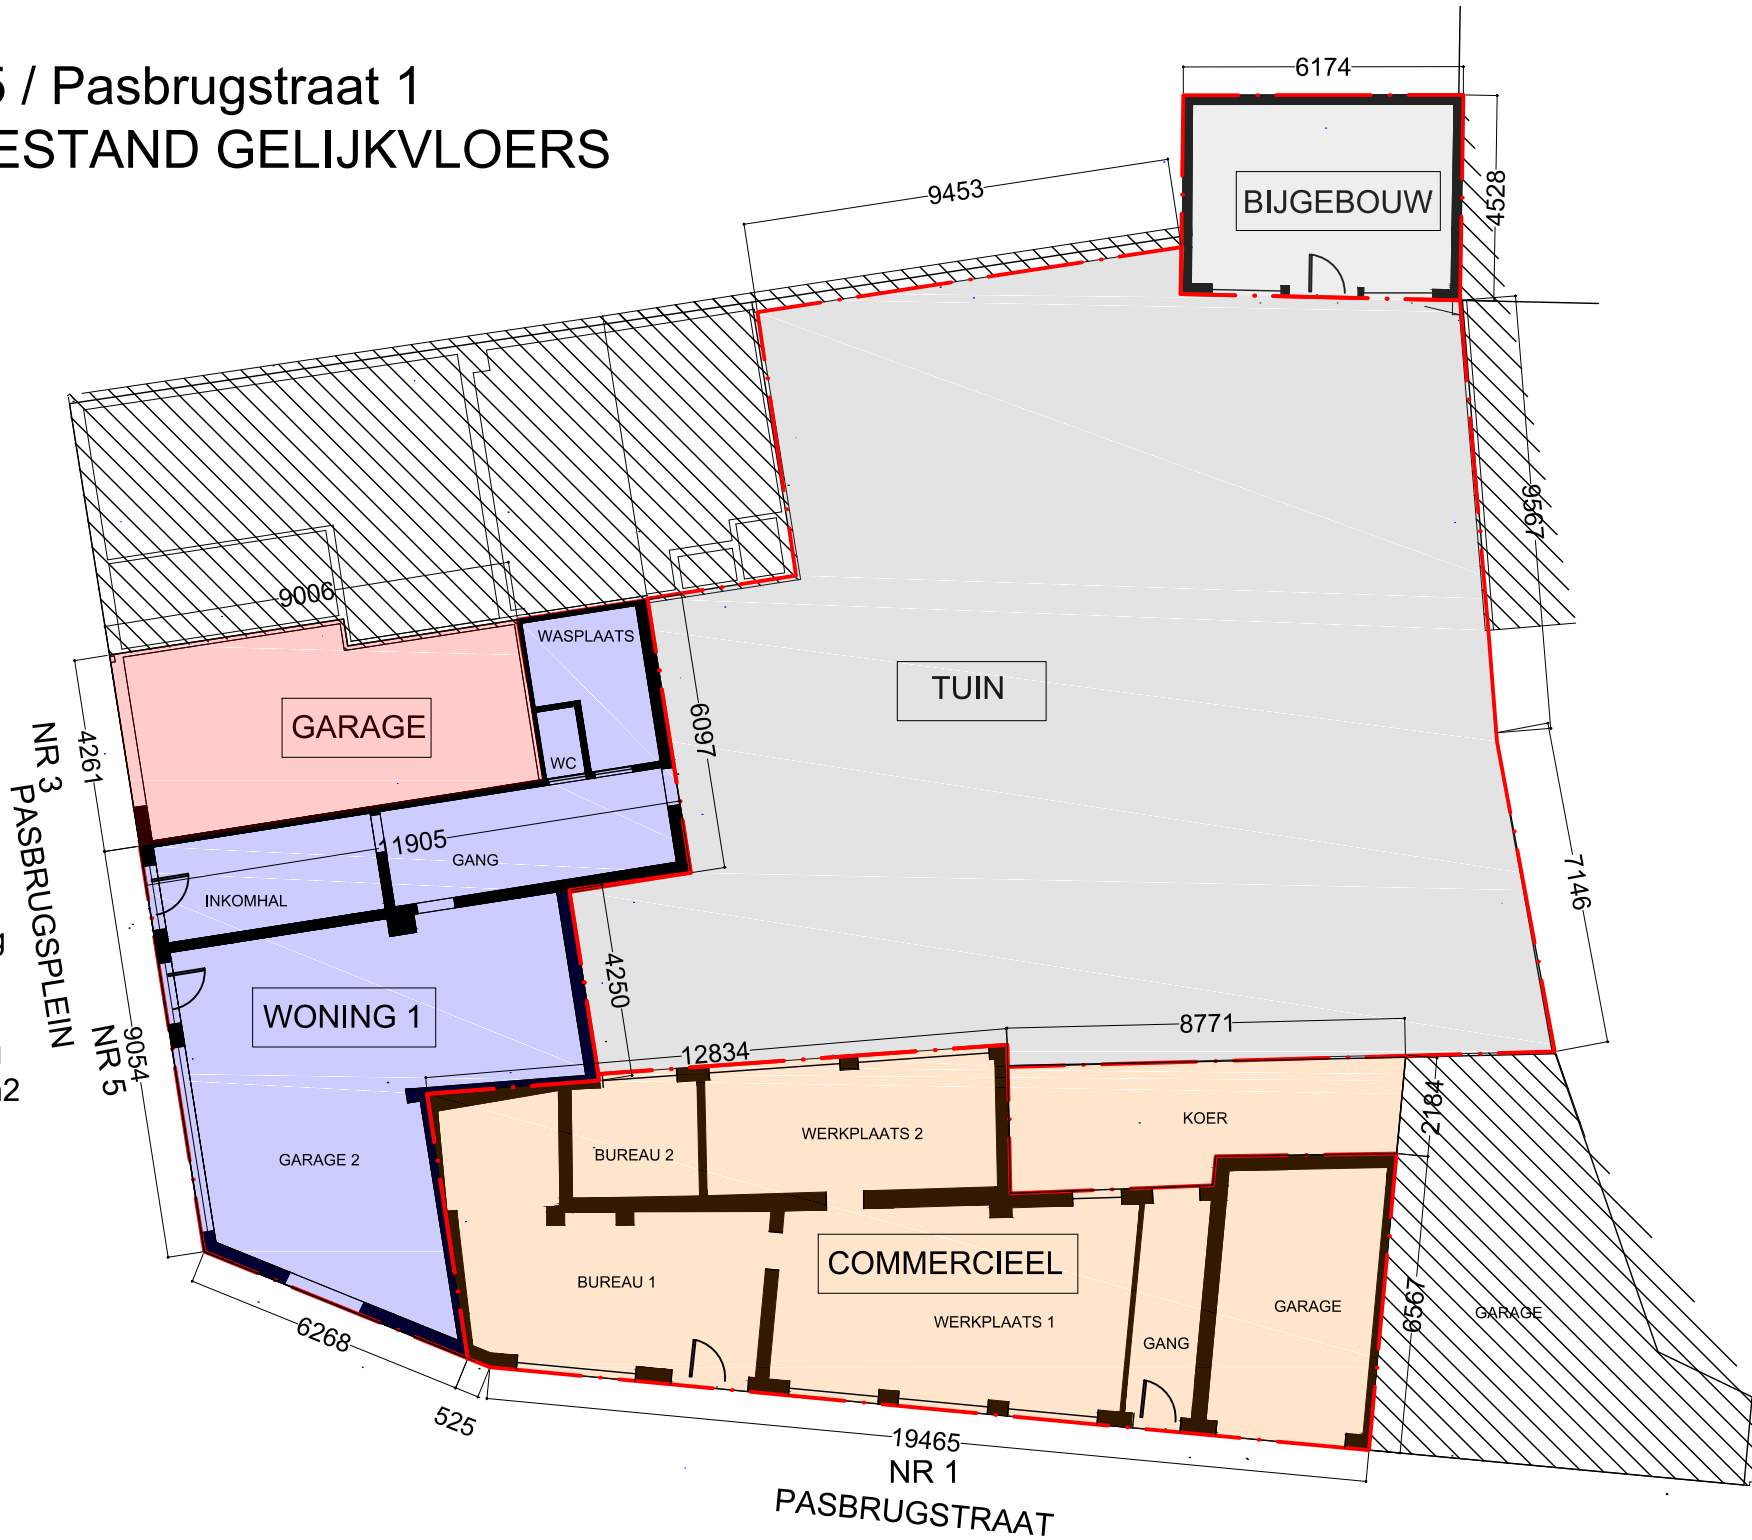 5 / Pasbrugstraat 1
ESTAND GELIJKVLOERS
6174
9453
4528
BIJGEBOUW
9567
9006
WASPLAATS
TUIN
GARAGE
6097
NR 3
4261
WC
PASBRUGSPLEIN
11905
GANG
INKOMHAL
7146
4250
WONING 1
NR 5
9054
12834
8771
2184
KOER
WERKPLAATS 2
BUREAU 2
GARAGE 2
COMMERCIEEL
BUREAU 1
WERKPLAATS 1
GANG
GARAGE
6567
GARAGE
6268
525
19465
NR 1
PASBRUGSTRAAT